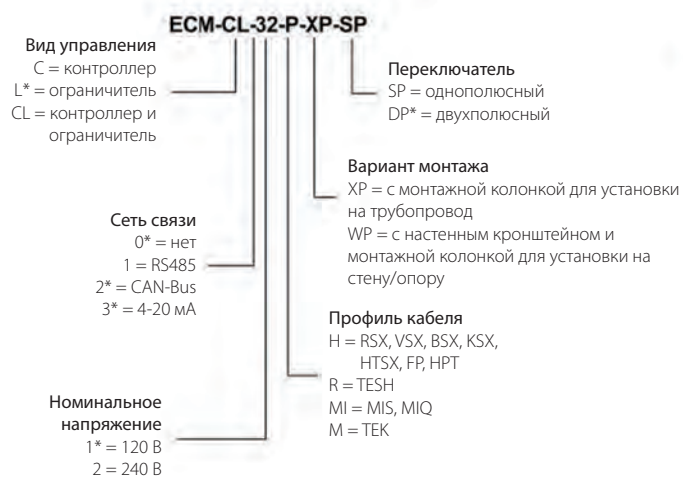 ECM-CL-32-P-XP-SP
Вид управления
C = контроллер
L* = ограничитель
CL = контроллер и
ограничитель
Переключатель
SP = однополюсный
DP* = двухполюсный
Вариант монтажа
XP = с монтажной колонкой для установки
на трубопровод
WP = с настенным кронштейном и
монтажной колонкой для установки на
стену/опору
Сеть связи
0* = нет
1 = RS485
2* = CAN-Bus
3* = 4-20 мА
Профиль кабеля
H = RSX, VSX, BSX, KSX,
HTSX, FP, HPT
R = TESH
MI = MIS, MIQ
M = TEK
Номинальное
напряжение
1* = 120 В
2 = 240 В